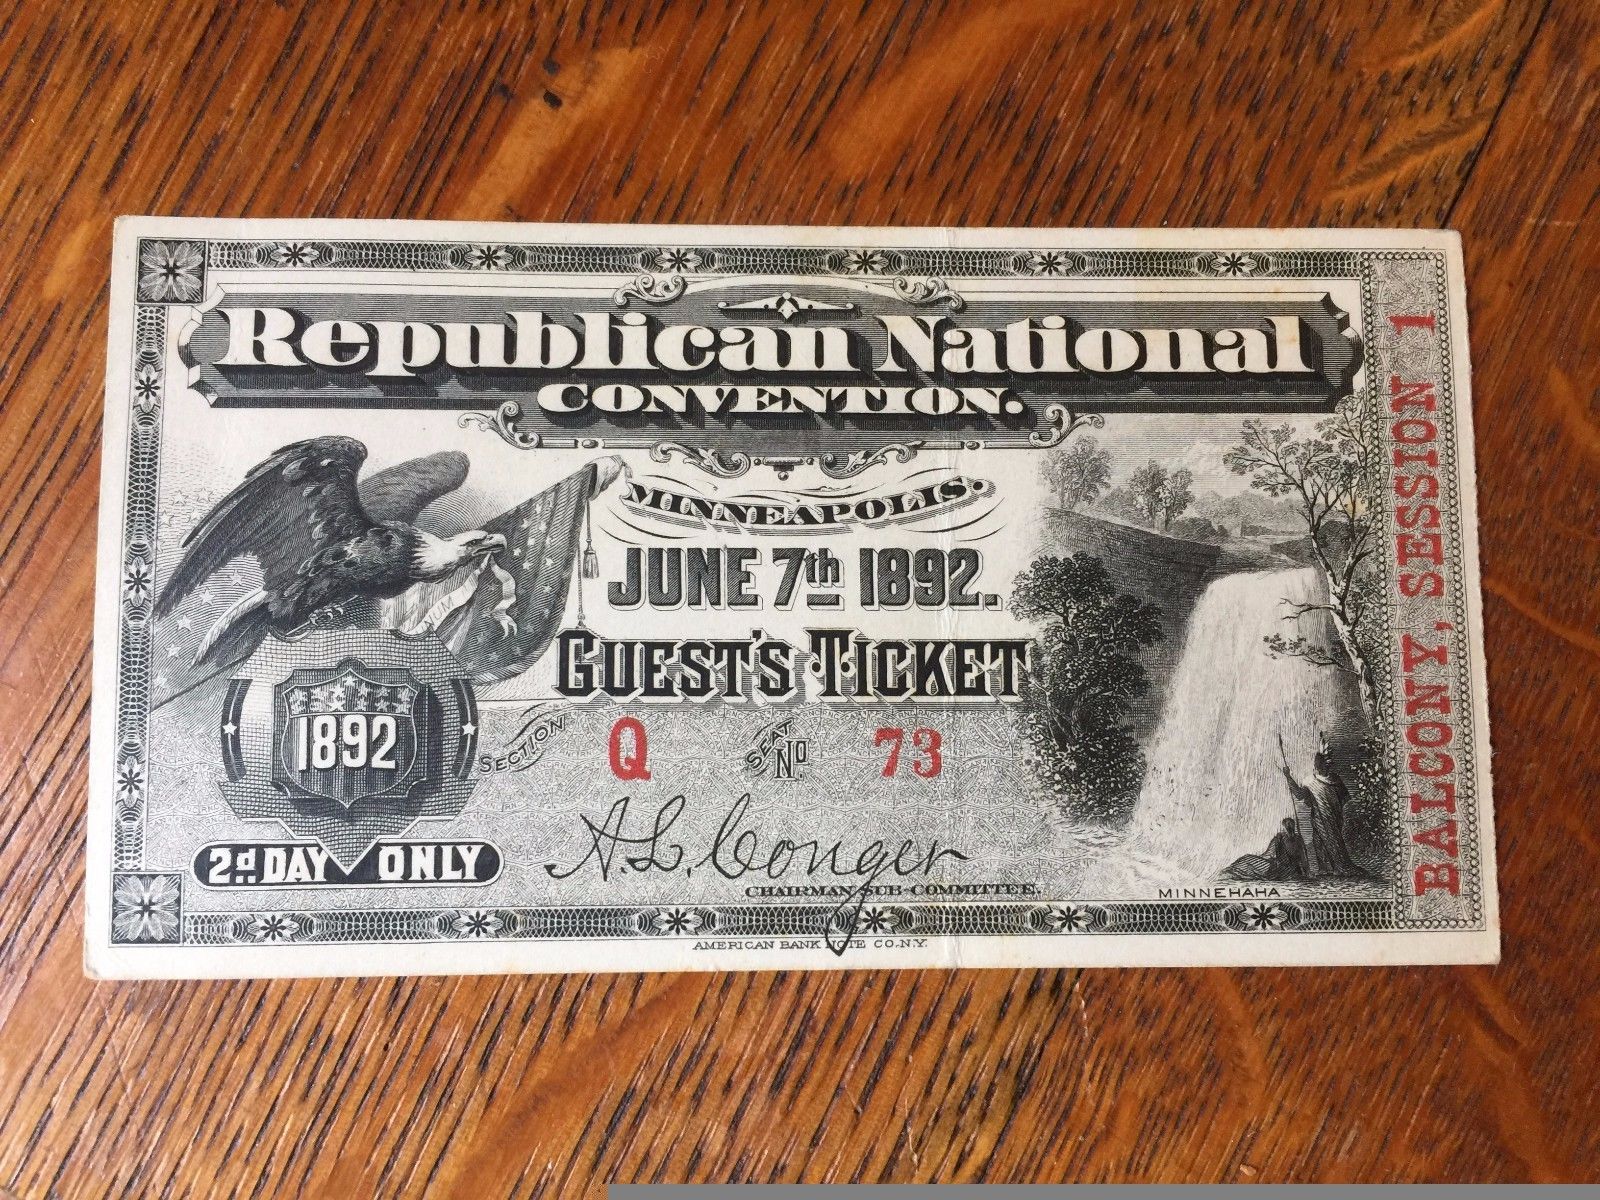 Republican National
CONVENTION.
MINNEAPOLIS.
JUNE 7th 1892.
GUEST'S TICKET
NUM
1892
SECTION Q SEAT NO. 73
A. L. Conger
CHAIRMAN SUB-COMMITTEE.
2d. DAY ONLY
MINNEHAHA
AMERICAN BANK NOTE CO. N.Y.
BALCONY, SESSION 1